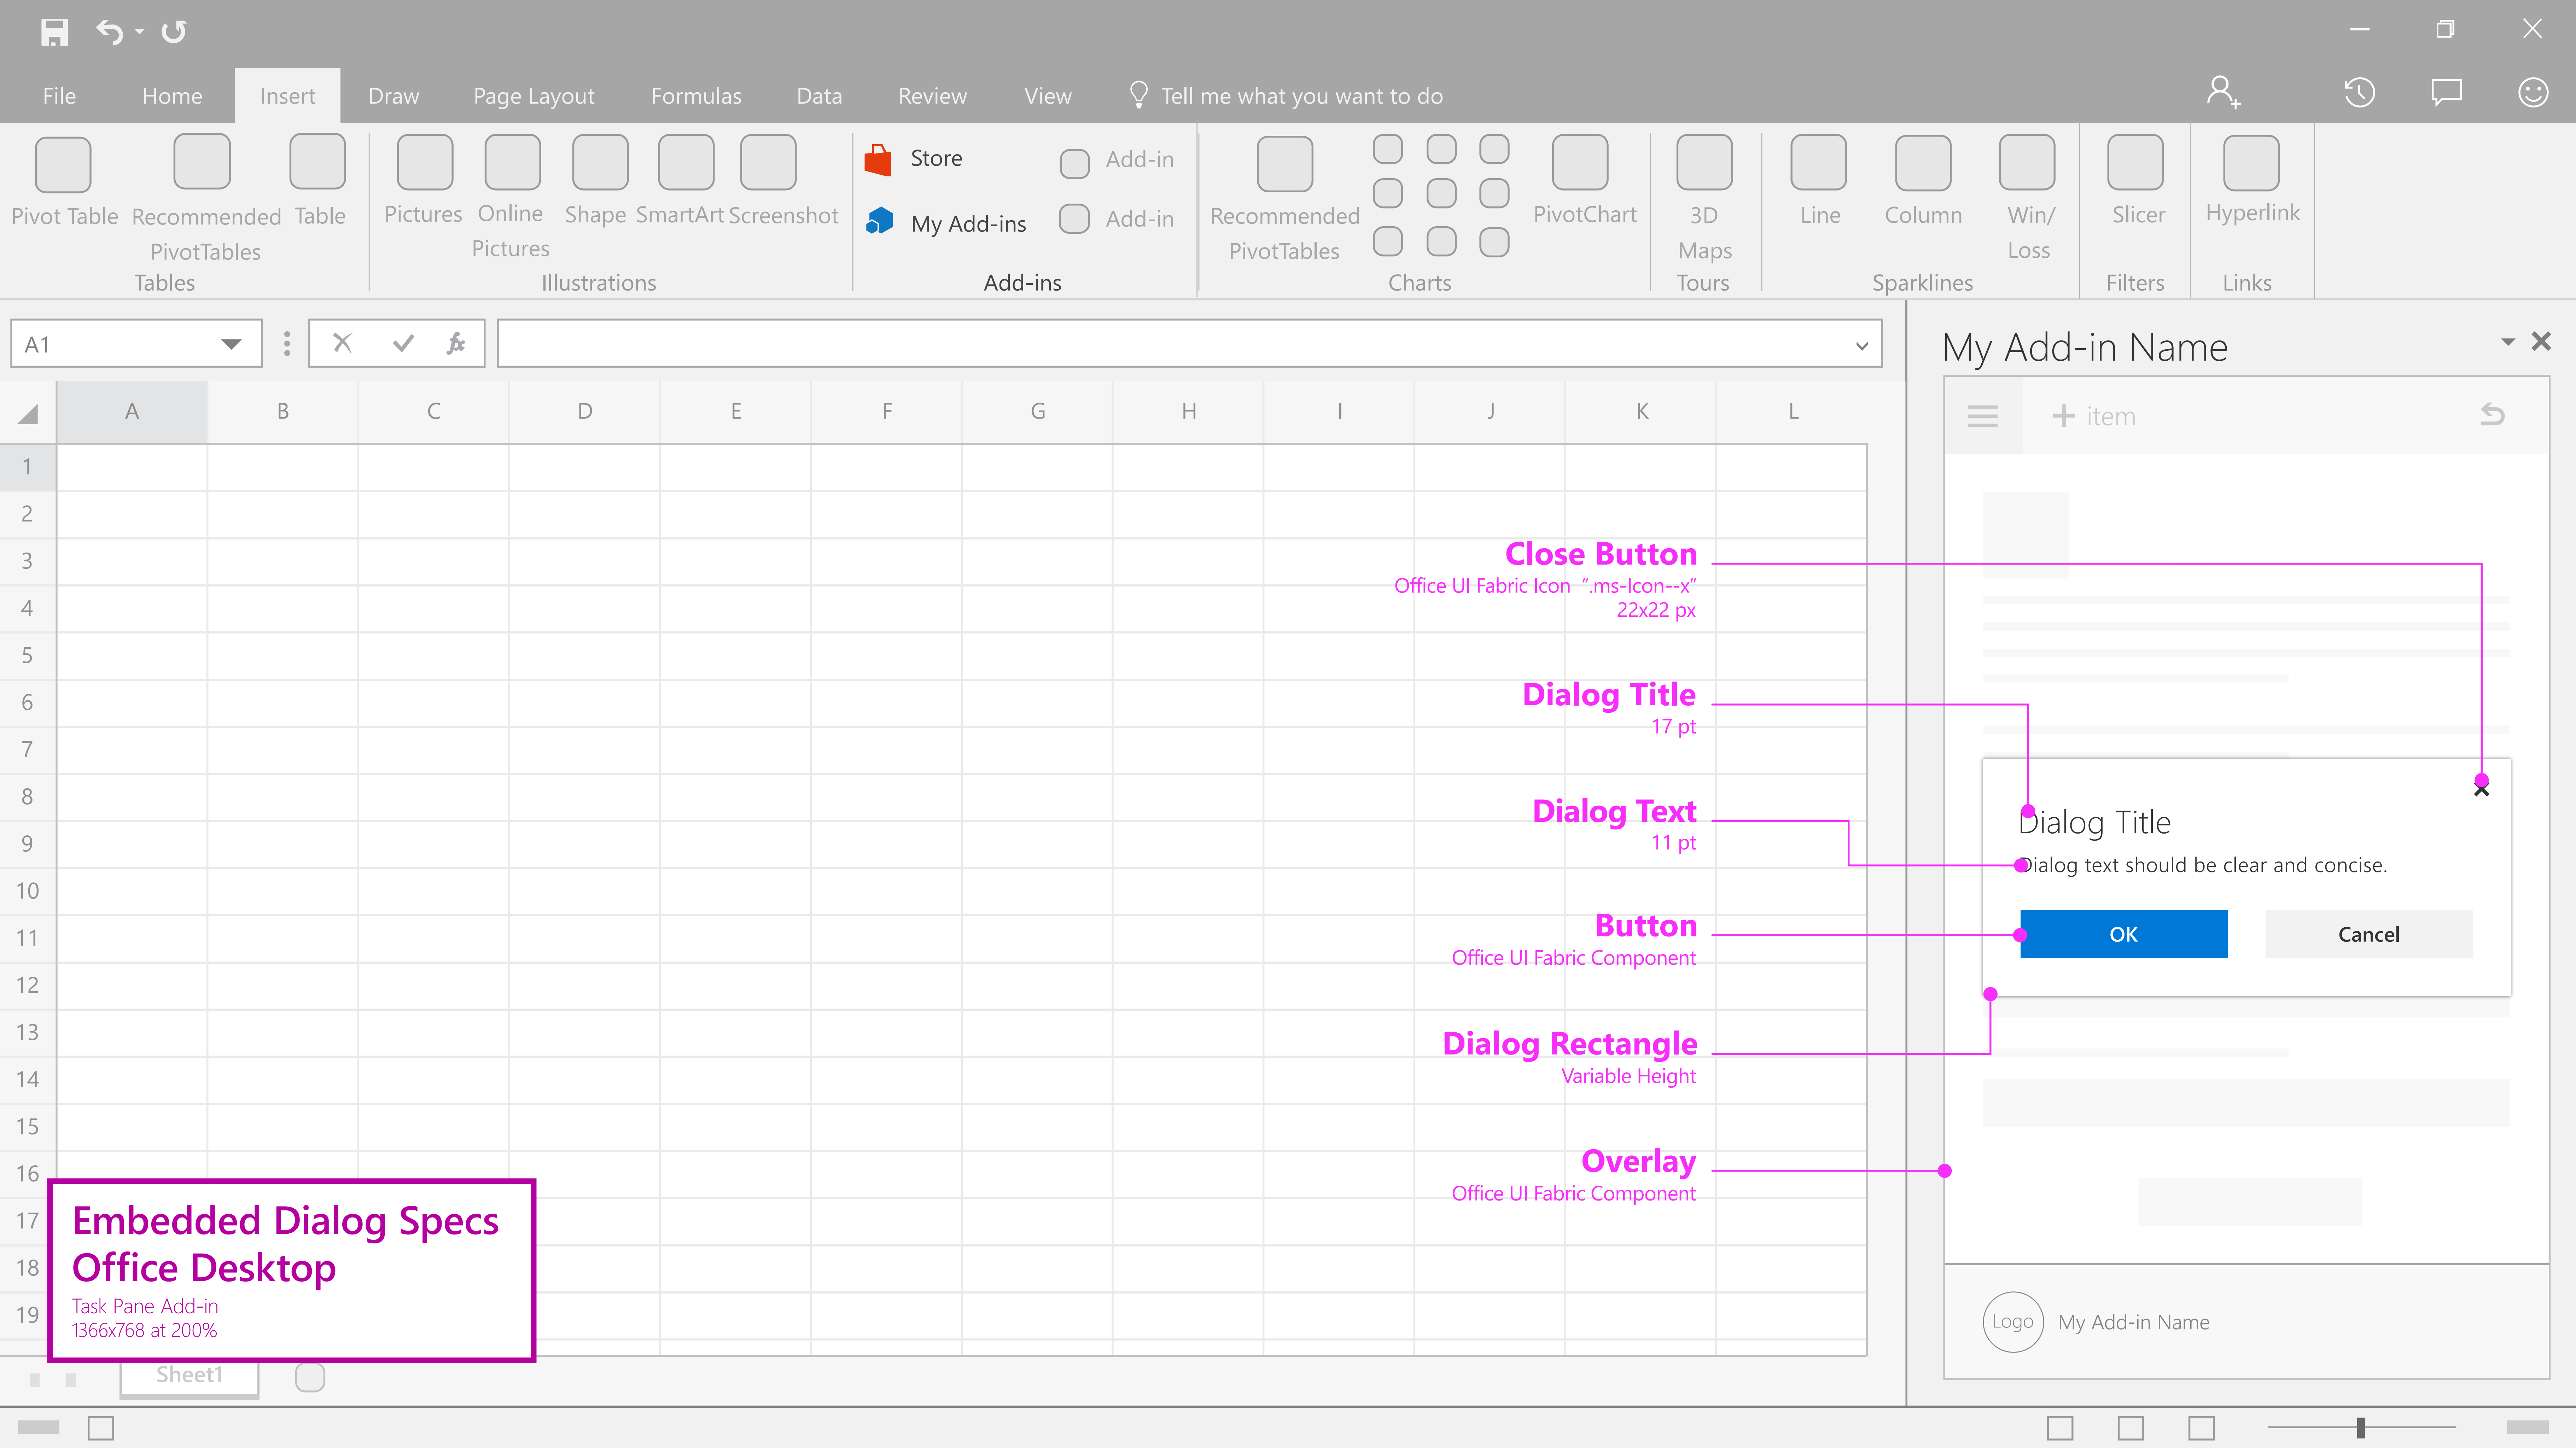 File Home Insert Draw Page Layout Formulas Data Review View Tell me what you want to do
Pivot Table
Recommended
PivotTables
Table
Tables
Pictures
Online
Pictures
Shape
SmartArt
Screenshot
Illustrations
Store
My Add-ins
Add-in
Add-in
Add-ins
Recommended
PivotTables
PivotChart
Charts
3D
Maps
Tours
Line
Column
Win/
Loss
Sparklines
Slicer
Filters
Hyperlink
Links
A1
fx
A B C D E F G H I J K L
1
2
3
4
5
6
7
8
9
10
11
12
13
14
15
16
17
18
19
Close Button
Office UI Fabric Icon “.ms-Icon--x”
22x22 px
Dialog Title
17 pt
Dialog Text
11 pt
Button
Office UI Fabric Component
Dialog Rectangle
Variable Height
Overlay
Office UI Fabric Component
Embedded Dialog Specs
Office Desktop
Task Pane Add-in
1366x768 at 200%
Sheet1
My Add-in Name
item
Dialog Title
Dialog text should be clear and concise.
OK
Cancel
Logo
My Add-in Name